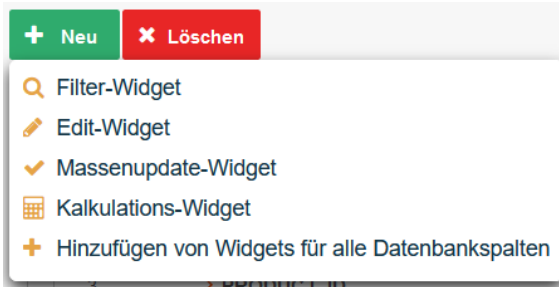 Neu Löschen
Filter-Widget
Edit-Widget
Massenupdate-Widget
Kalkulations-Widget
Hinzufügen von Widgets für alle Datenbankspalten